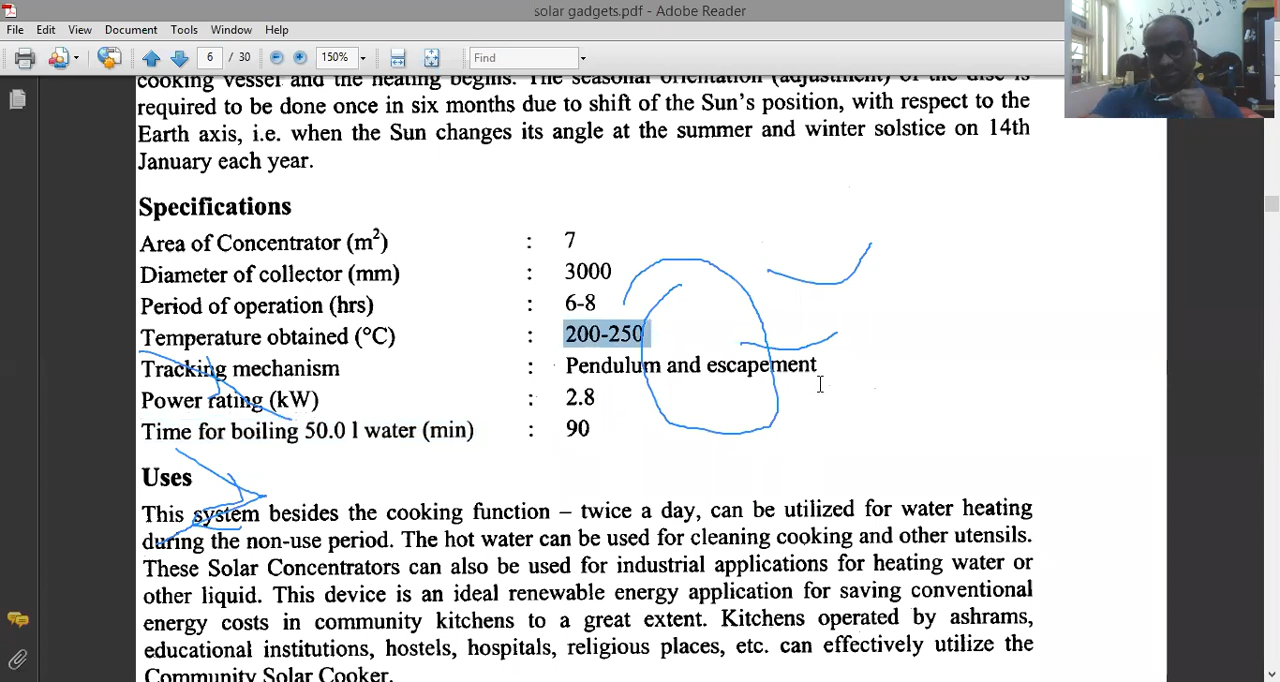 solar gadgets.pdf - Adobe Reader
File Edit View Document Tools Window Help
6 / 30 150% Find
cooking vessel and the heating begins. The seasonal orientation (adjustment) of the disc is
required to be done once in six months due to shift of the Sun's position, with respect to the
Earth axis, i.e. when the Sun changes its angle at the summer and winter solstice on 14th
January each year.
Specifications
Area of Concentrator (m²) : 7
Diameter of collector (mm) : 3000
Period of operation (hrs) : 6-8
Temperature obtained (°C) : 200-250
Tracking mechanism : Pendulum and escapement
Power rating (kW) : 2.8
Time for boiling 50.0 l water (min) : 90
Uses
This system besides the cooking function – twice a day, can be utilized for water heating
during the non-use period. The hot water can be used for cleaning cooking and other utensils.
These Solar Concentrators can also be used for industrial applications for heating water or
other liquid. This device is an ideal renewable energy application for saving conventional
energy costs in community kitchens to a great extent. Kitchens operated by ashrams,
educational institutions, hostels, hospitals, religious places, etc. can effectively utilize the
Community Solar Cooker.